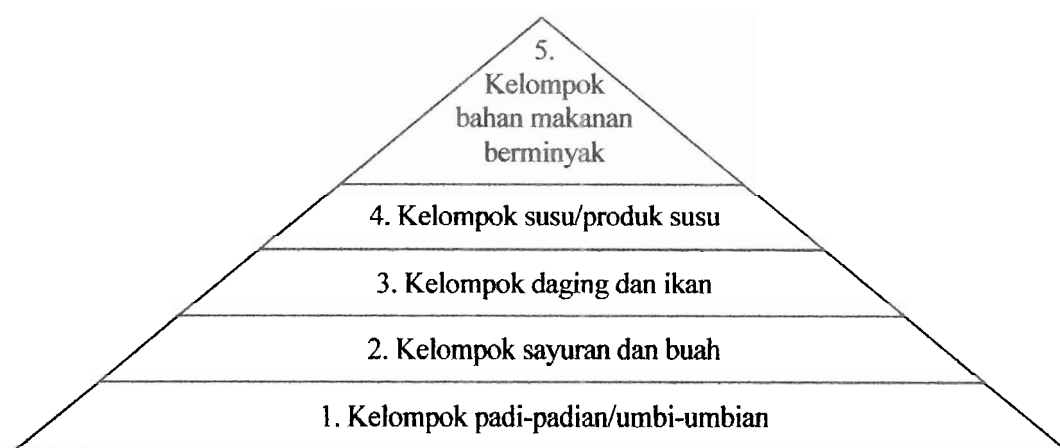 5.
Kelompok
bahan makanan
berminyak
4. Kelompok susu/produk susu
3. Kelompok daging dan ikan
2. Kelompok sayuran dan buah
1. Kelompok padi-padian/umbi-umbian